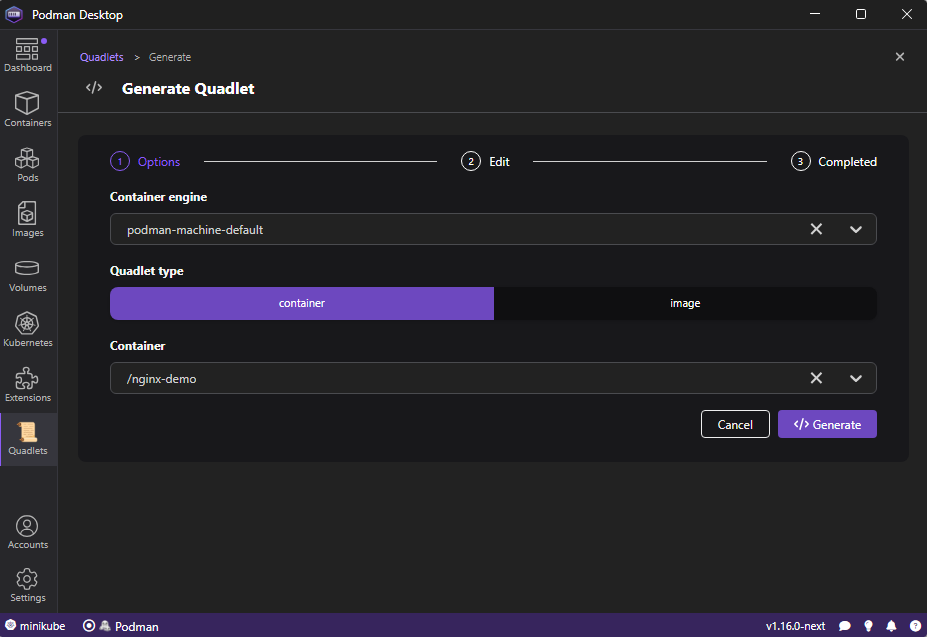 Podman Desktop
Dashboard
Containers
Pods
Images
Volumes
Kubernetes
Extensions
Quadlets
Accounts
Settings
Quadlets > Generate
</> Generate Quadlet
1 Options 2 Edit 3 Completed
Container engine
podman-machine-default
Quadlet type
container image
Container
/nginx-demo
Cancel </> Generate
minikube Podman v1.16.0-next